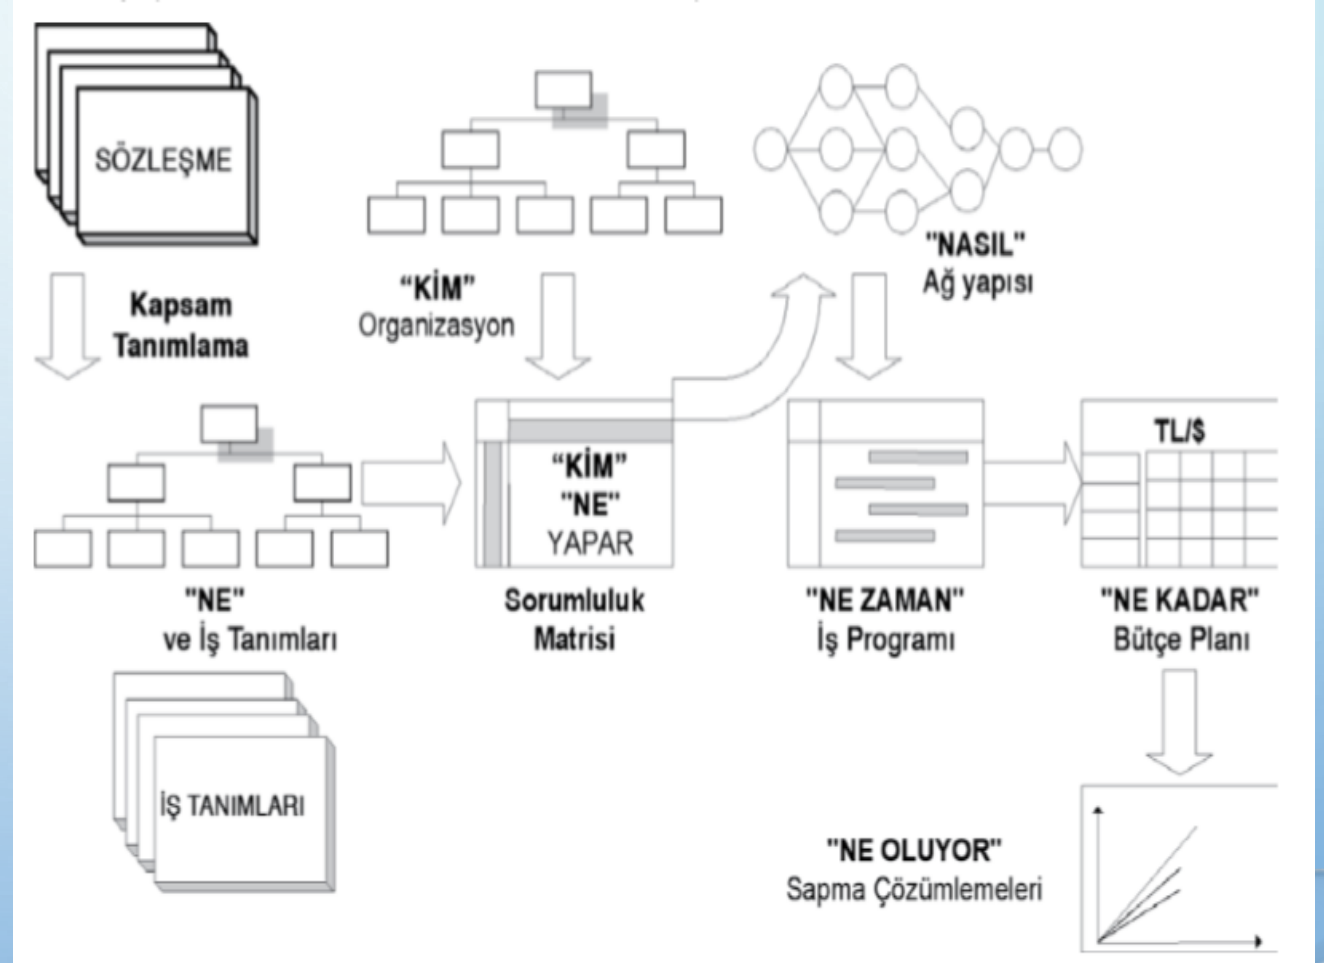 SÖZLEŞME
Kapsam
Tanımlama
“KİM”
Organizasyon
"NASIL"
Ağ yapısı
"NE"
ve İş Tanımları
“KİM”
"NE"
YAPAR
Sorumluluk
Matrisi
"NE ZAMAN"
İş Programı
TL/$
"NE KADAR"
Bütçe Planı
İŞ TANIMLARI
"NE OLUYOR"
Sapma Çözümlemeleri